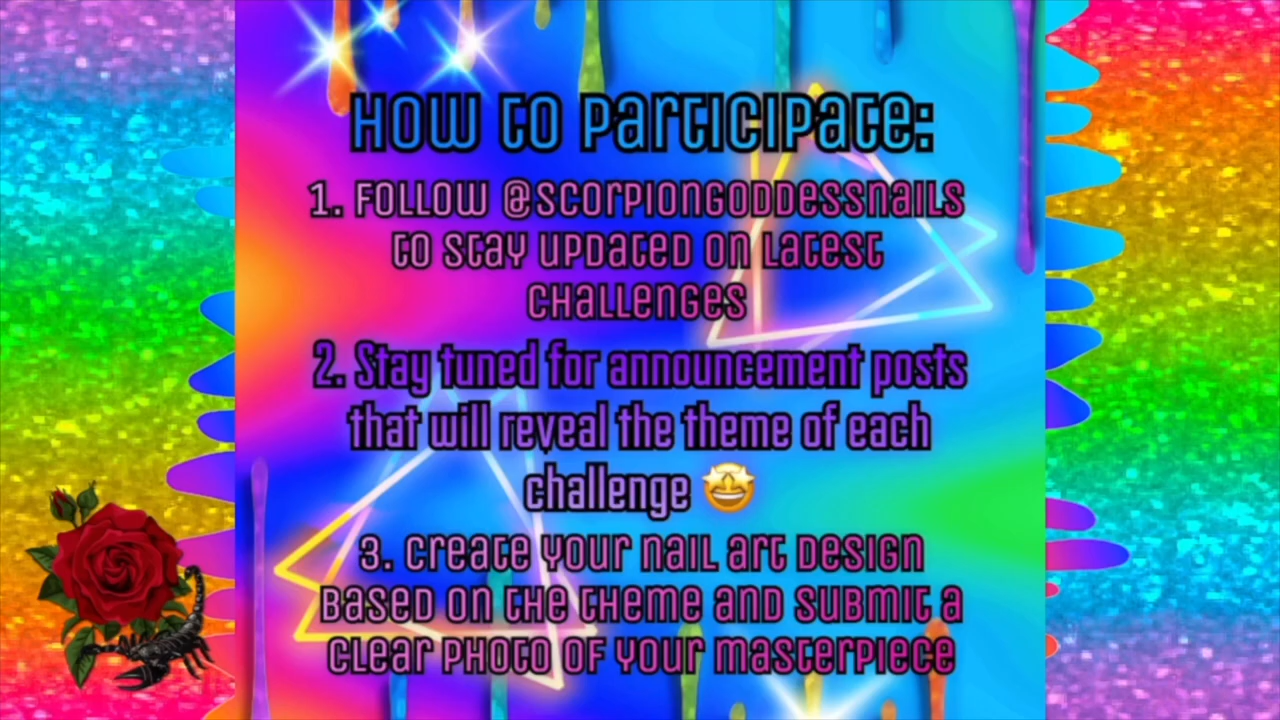 How to Participate:
1. Follow @scorpiongoddessnails
to stay updated on latest
challenges
2. Stay tuned for announcement posts
that will reveal the theme of each
challenge 🤩
3. Create your nail art design
based on the theme and submit a
clear photo of your masterpiece